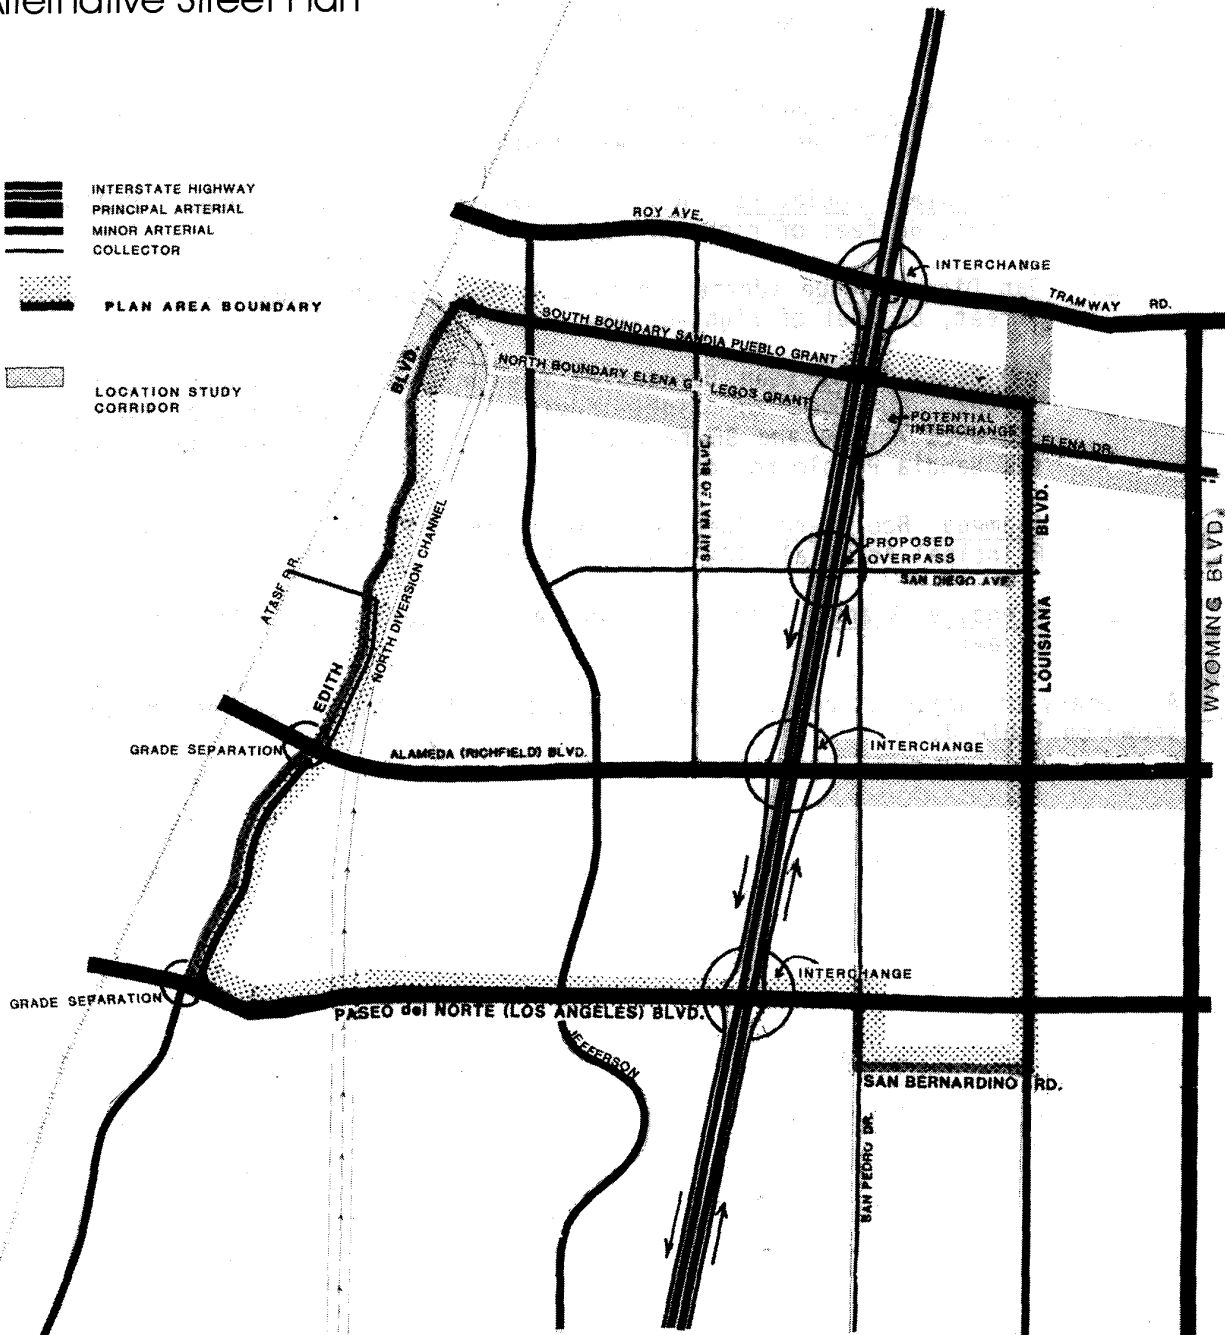 Alternative Street Plan
INTERSTATE HIGHWAY
PRINCIPAL ARTERIAL
MINOR ARTERIAL
COLLECTOR
PLAN AREA BOUNDARY
LOCATION STUDY
CORRIDOR
ROY AVE.
INTERCHANGE
TRAMWAY RD.
SOUTH BOUNDARY SANDIA PUEBLO GRANT
NORTH BOUNDARY ELENA G LEGOS GRANT
POTENTIAL
INTERCHANGE
ELENA DR.
BLVD.
SAN MATEO BLVD.
BLVD.
WYOMING BLVD.
PROPOSED
OVERPASS
SAN DIEGO AVE.
NORTH DIVERSION CHANNEL
AT&SF R.R.
LOUISIANA
EDITH
GRADE SEPARATION
ALAMEDA (RICHFIELD) BLVD.
INTERCHANGE
INTERCHANGE
GRADE SEPARATION
PASEO del NORTE (LOS ANGELES) BLVD.
JEFFERSON
SAN BERNARDINO RD.
SAN PEDRO DR.